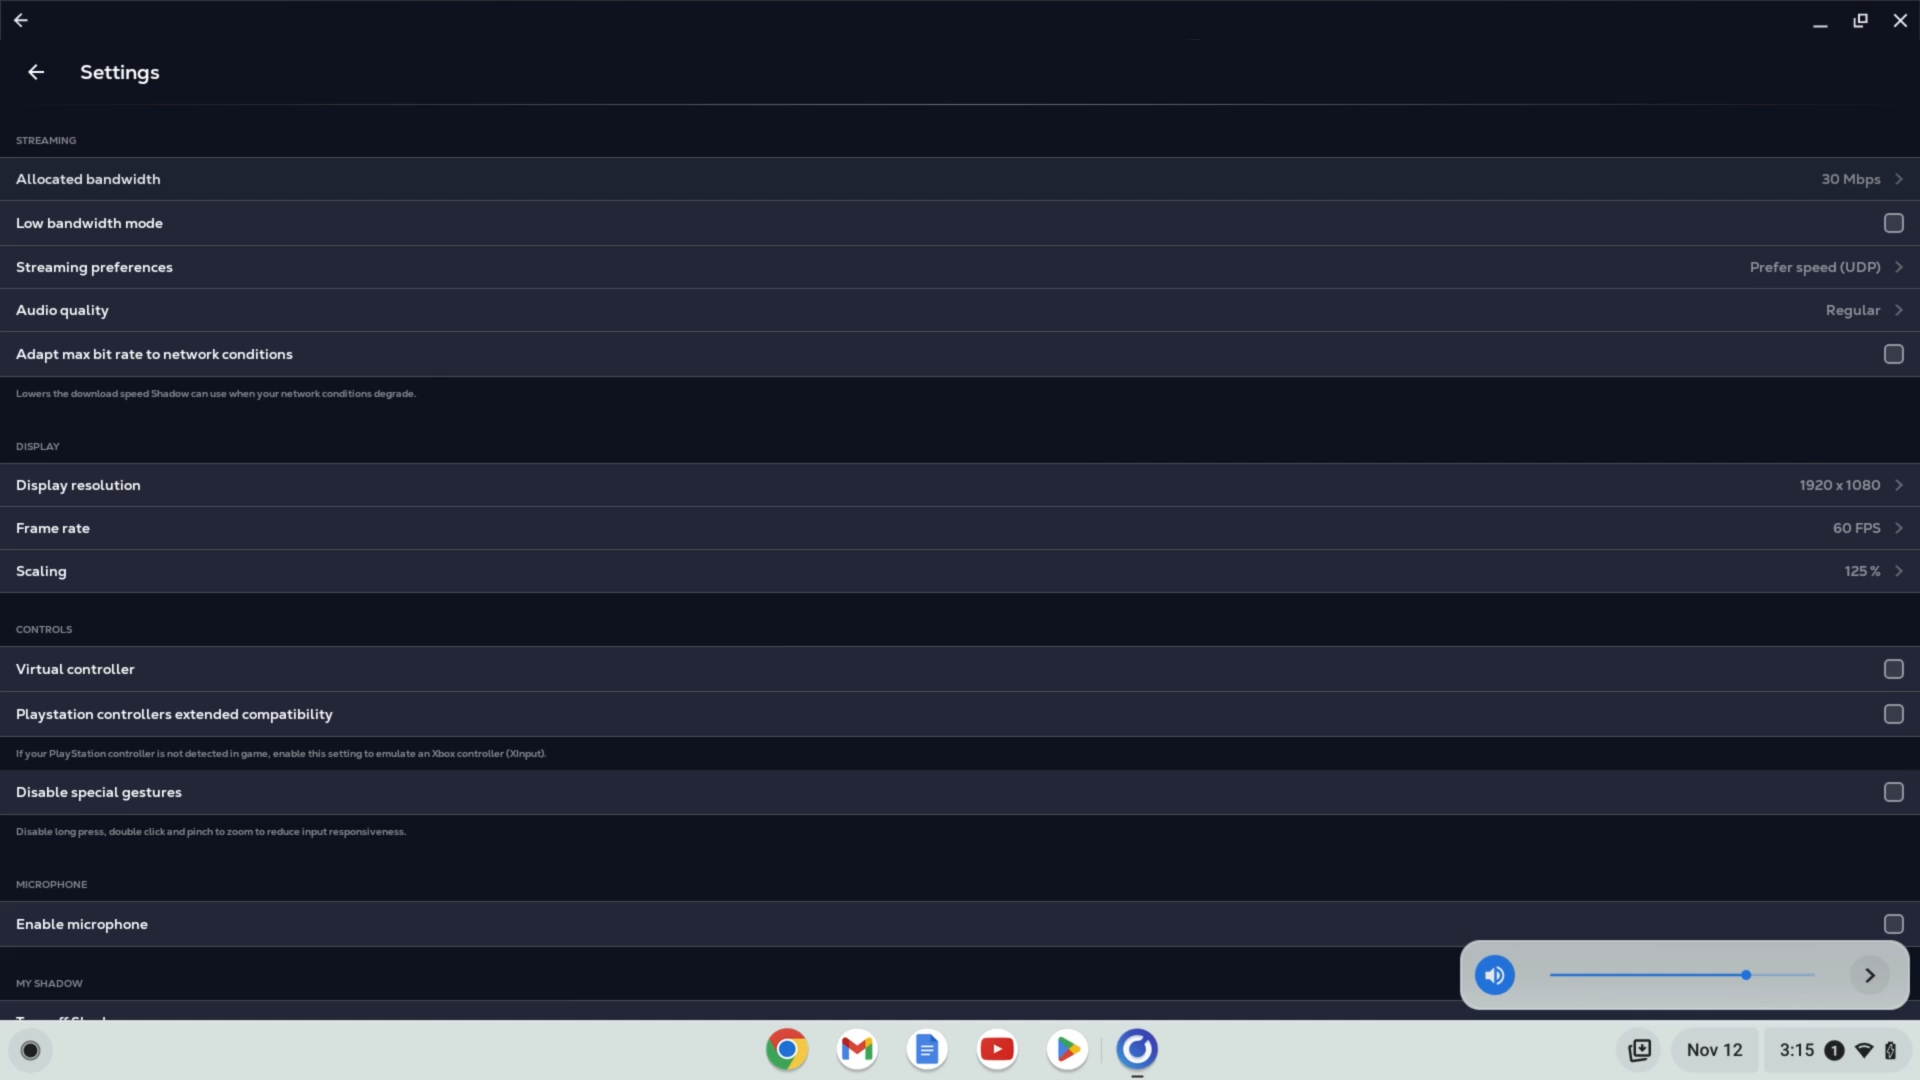 Settings
STREAMING
Allocated bandwidth 30 Mbps
Low bandwidth mode
Streaming preferences Prefer speed (UDP)
Audio quality Regular
Adapt max bit rate to network conditions
Lowers the download speed Shadow can use when your network conditions degrade.
DISPLAY
Display resolution 1920 x 1080
Frame rate 60 FPS
Scaling 125 %
CONTROLS
Virtual controller
Playstation controllers extended compatibility
If your PlayStation controller is not detected in game, enable this setting to emulate an Xbox controller (XInput).
Disable special gestures
Disable long press, double click and pinch to zoom to reduce input responsiveness.
MICROPHONE
Enable microphone
MY SHADOW
Nov 12 3:15 1